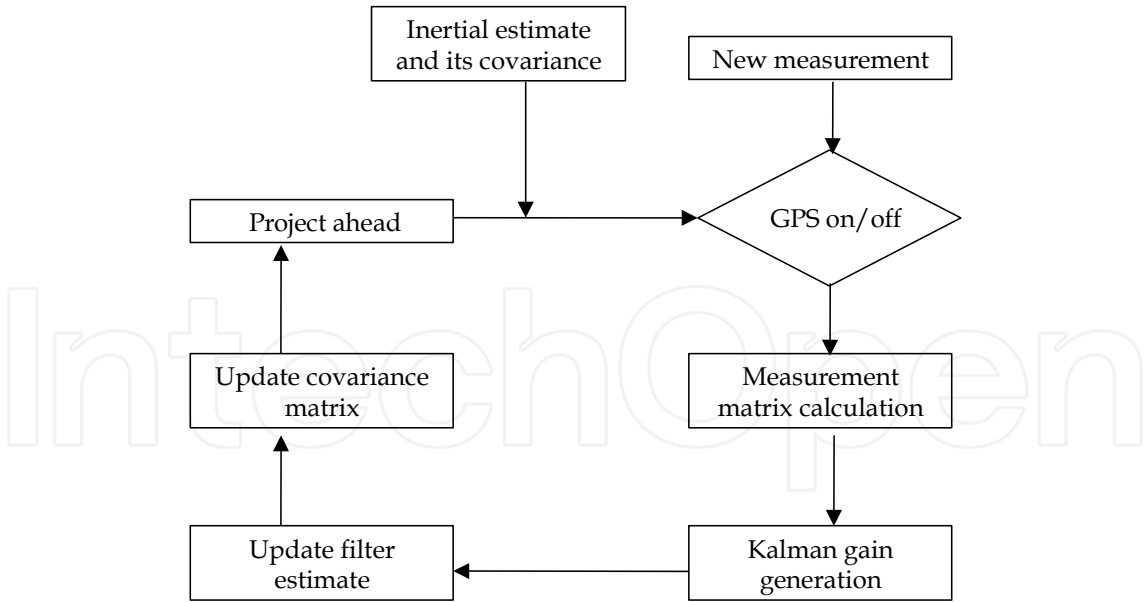 Inertial estimate
and its covariance
New measurement
Project ahead
GPS on/off
Update covariance
matrix
Measurement
matrix calculation
Update filter
estimate
Kalman gain
generation
IntechOpen